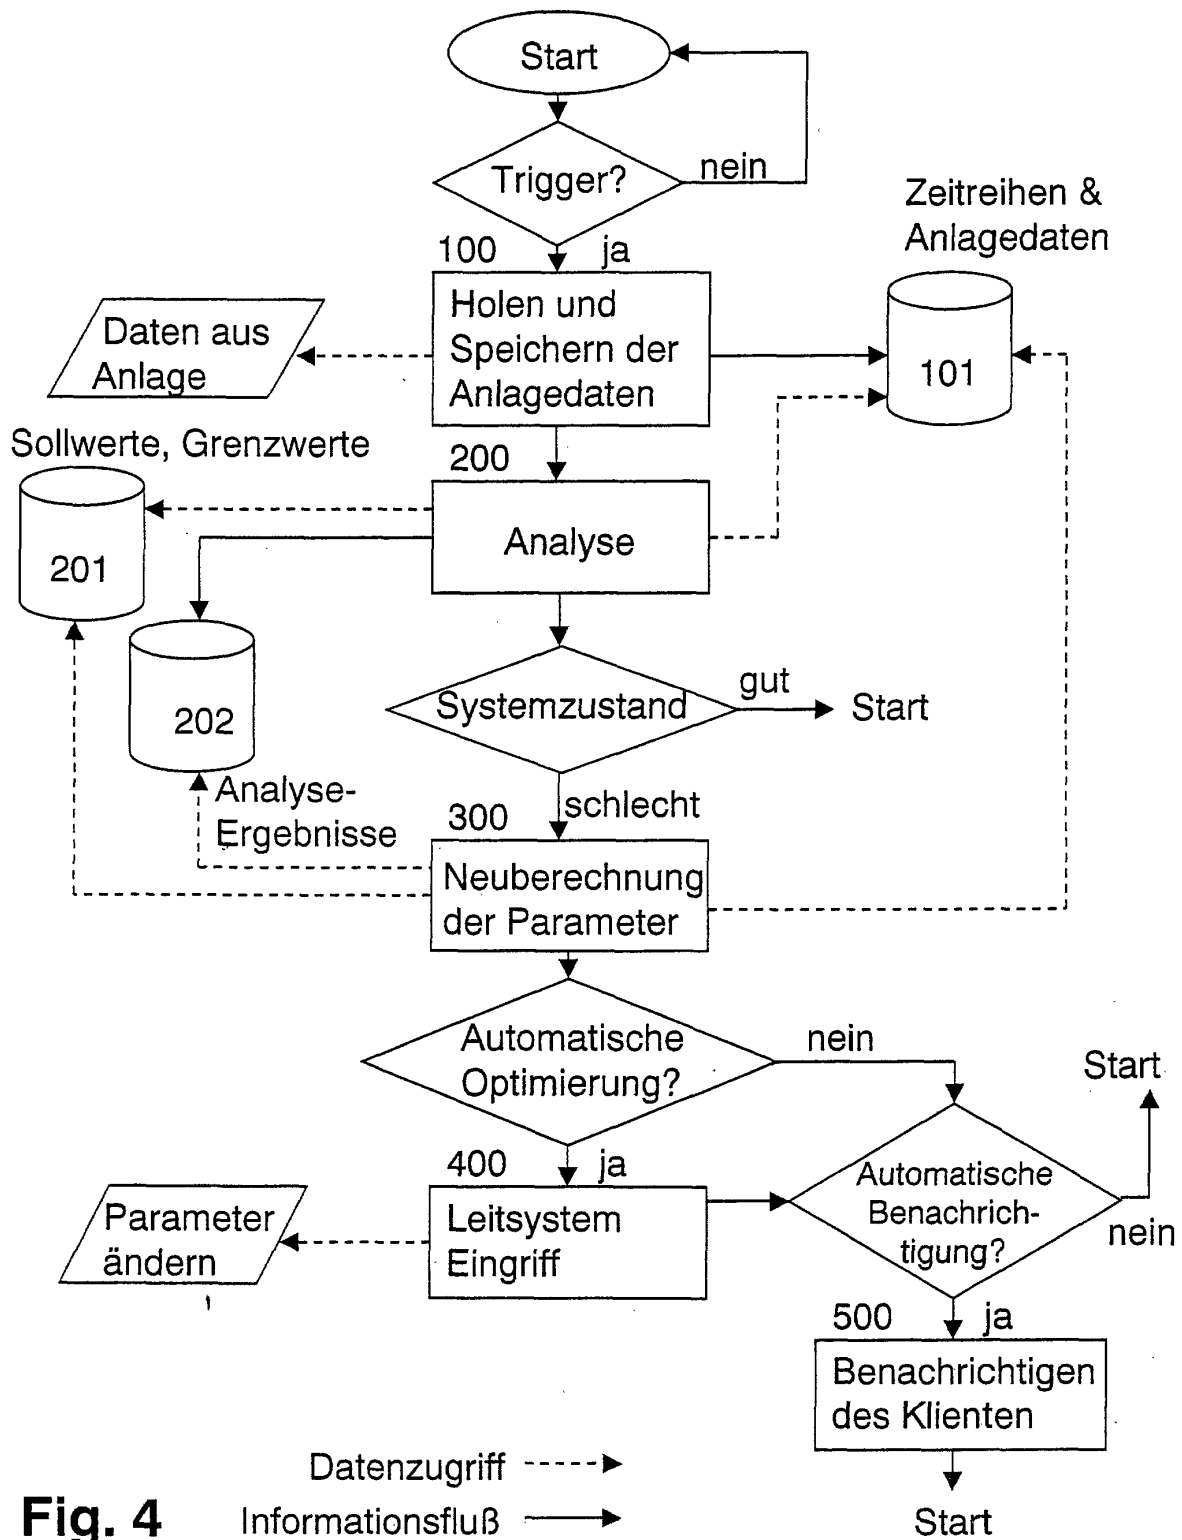 Start
Trigger?
nein
Zeitreihen &
Anlagedaten
100
ja
Holen und
Speichern der
Anlagedaten
Daten aus
Anlage
101
Sollwerte, Grenzwerte
200
Analyse
201
202
Systemzustand
gut
Start
Analyse-
Ergebnisse
schlecht
300
Neuberechnung
der Parameter
Automatische
Optimierung?
nein
Start
400
ja
Leitsystem
Eingriff
Parameter
ändern
Automatische
Benachrich-
tigung?
nein
500
ja
Benachrichtigen
des Klienten
Start
Datenzugriff
Informationsfluß
Fig. 4